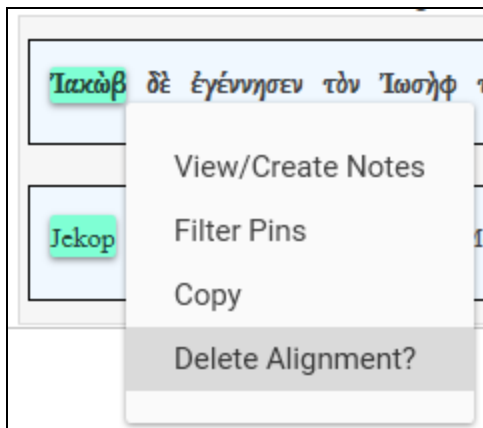 Ἰακὼβ δὲ ἐγέννησεν τὸν Ἰωσὴφ
View/Create Notes
Filter Pins
Jekop
Copy
Delete Alignment?